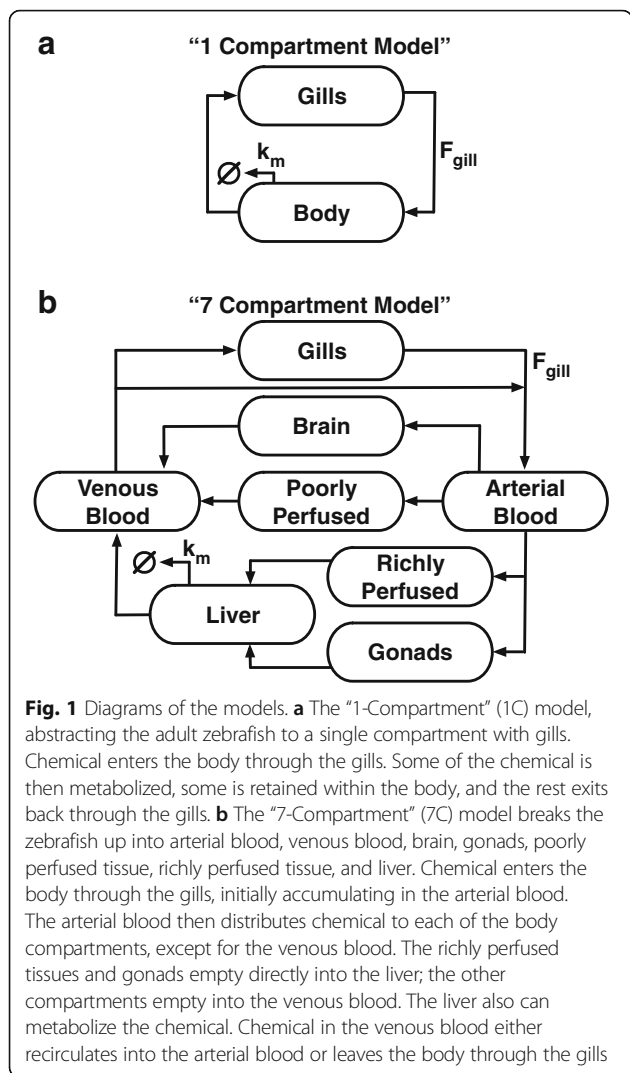 a
"1 Compartment Model"
Gills
F_gill
k_m
∅
Body
b
"7 Compartment Model"
Gills
F_gill
Brain
Venous
Blood
Poorly
Perfused
Arterial
Blood
k_m
∅
Richly
Perfused
Liver
Gonads
Fig. 1 Diagrams of the models. a The "1-Compartment" (1C) model,
abstracting the adult zebrafish to a single compartment with gills.
Chemical enters the body through the gills. Some of the chemical is
then metabolized, some is retained within the body, and the rest exits
back through the gills. b The "7-Compartment" (7C) model breaks the
zebrafish up into arterial blood, venous blood, brain, gonads, poorly
perfused tissue, richly perfused tissue, and liver. Chemical enters the
body through the gills, initially accumulating in the arterial blood.
The arterial blood then distributes chemical to each of the body
compartments, except for the venous blood. The richly perfused
tissues and gonads empty directly into the liver; the other
compartments empty into the venous blood. The liver also can
metabolize the chemical. Chemical in the venous blood either
recirculates into the arterial blood or leaves the body through the gills